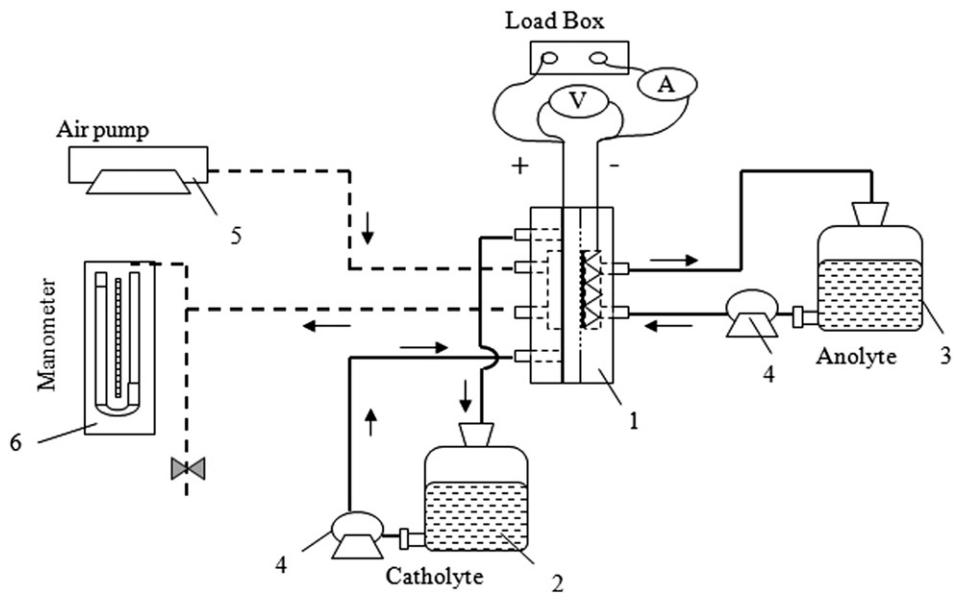 Load Box
V
A
Air pump
+
-
5
Manometer
3
Anolyte
4
1
6
4
Catholyte
2